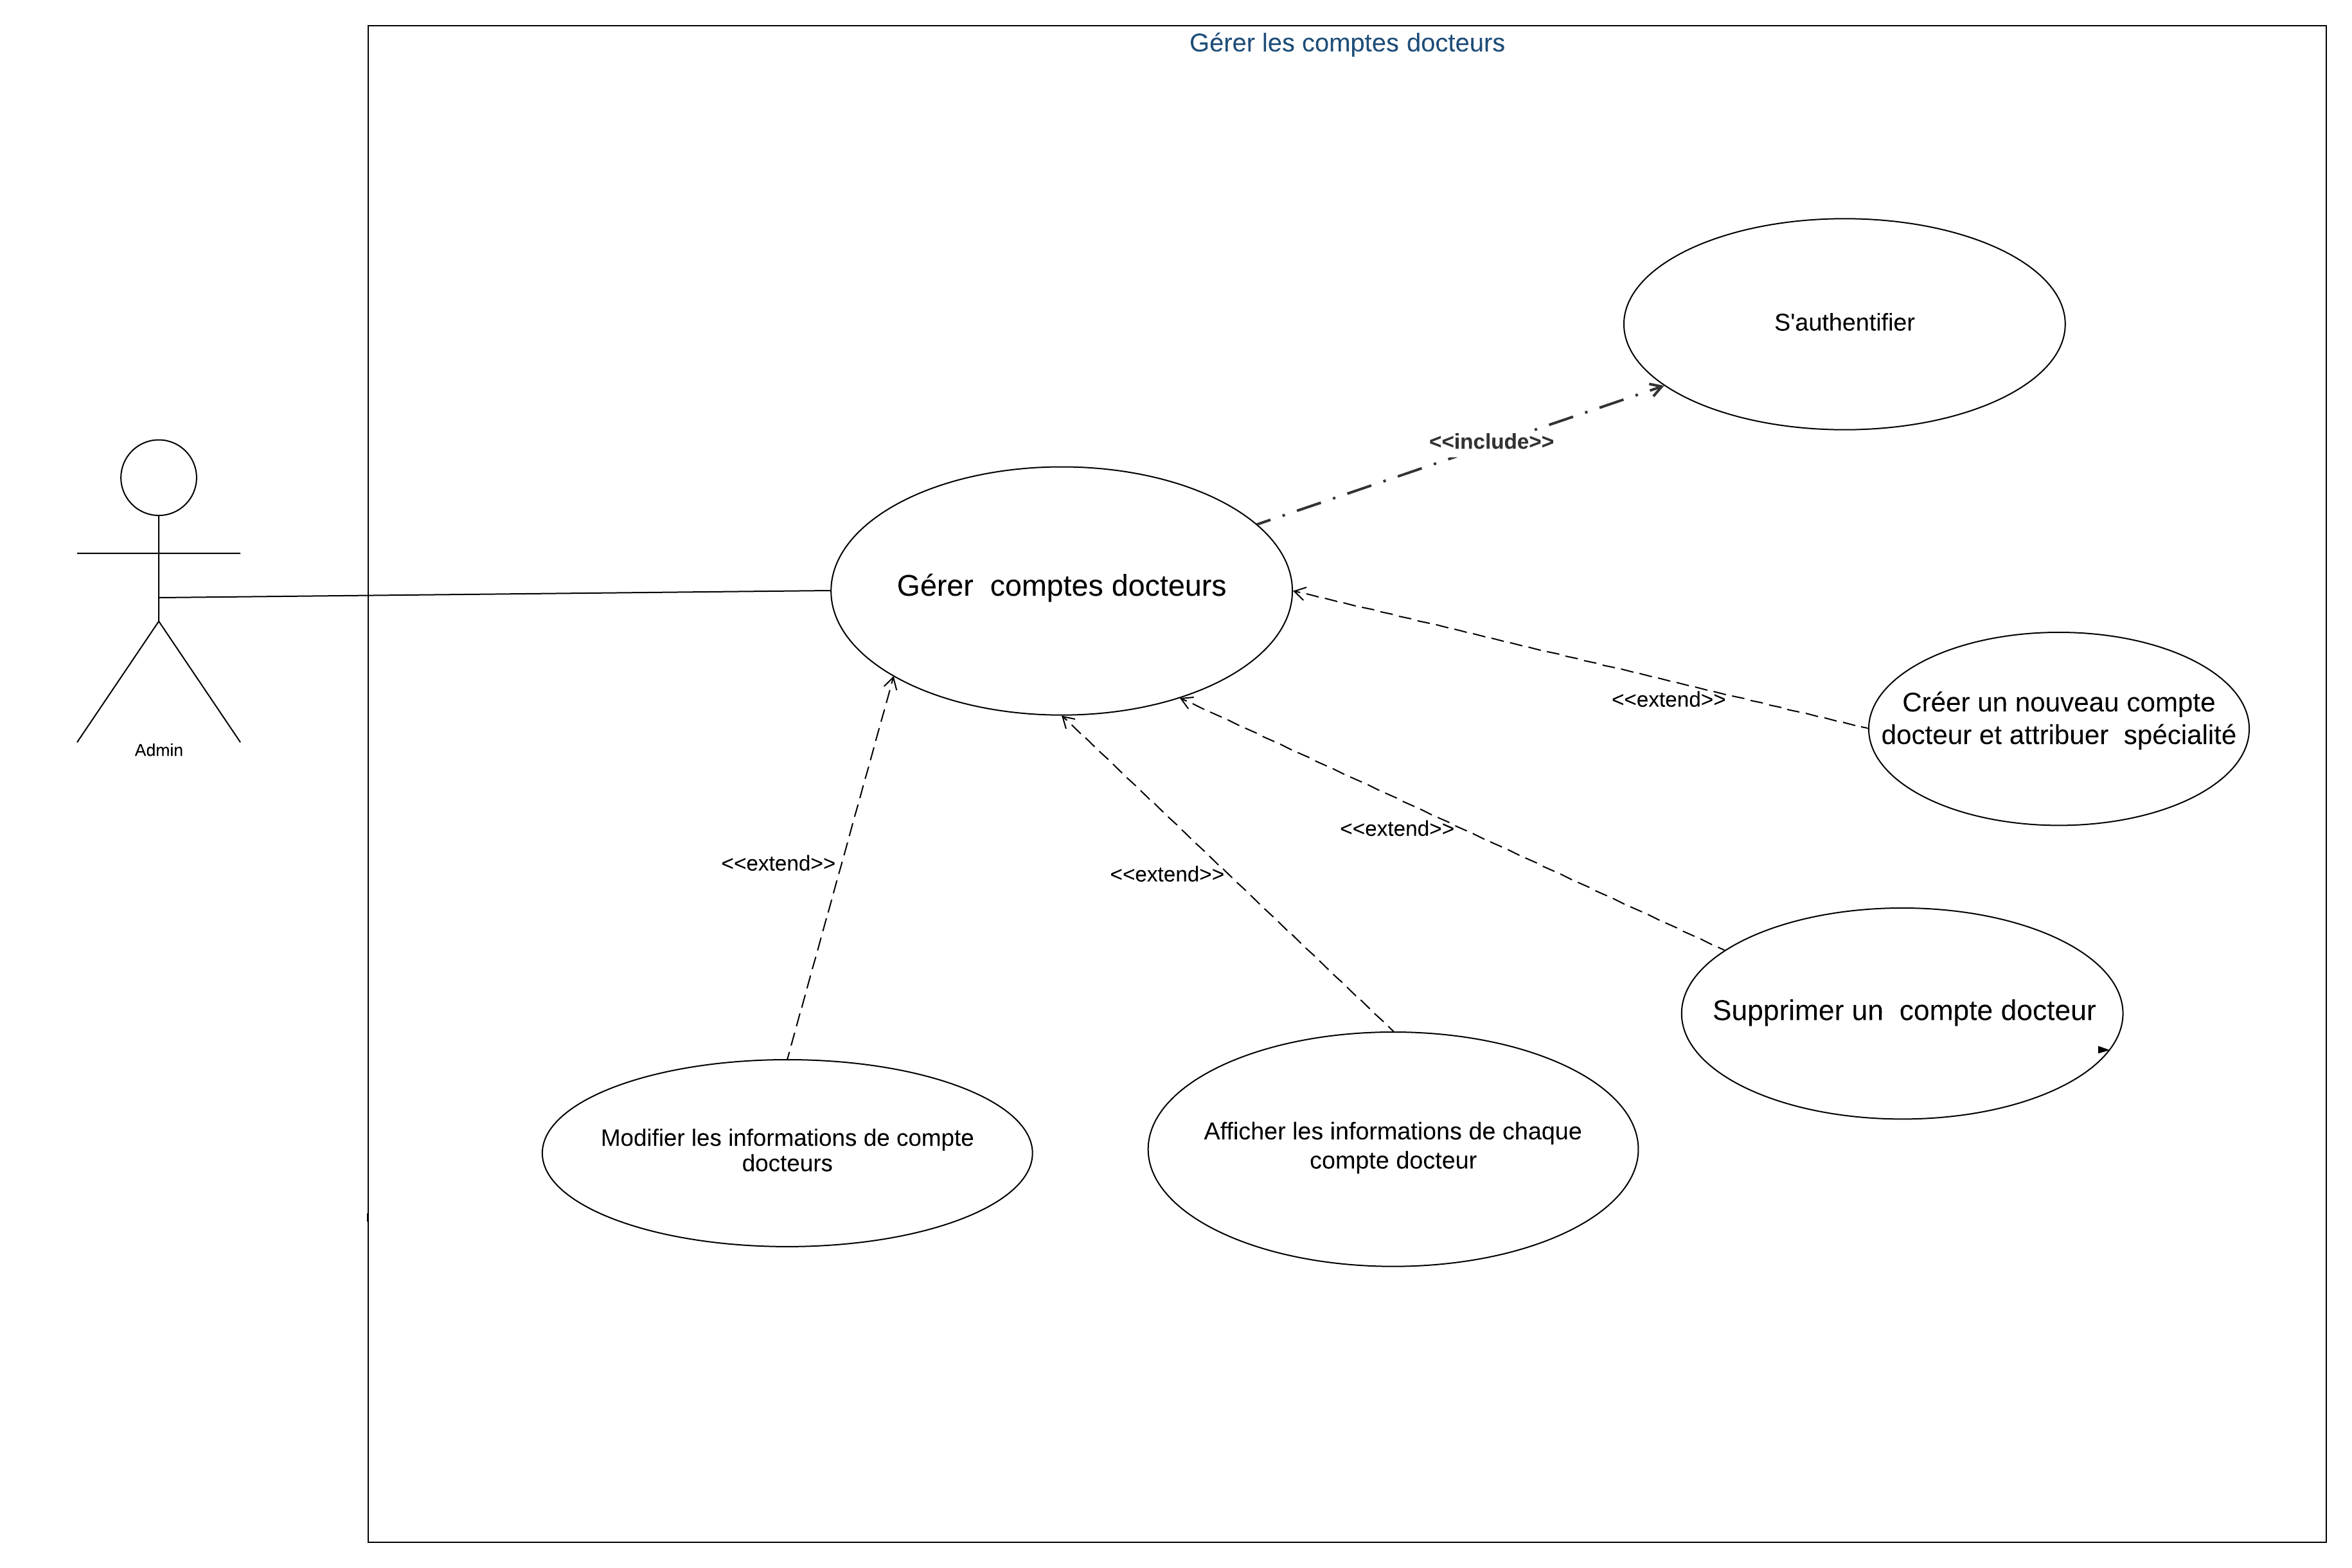 Gérer les comptes docteurs
S'authentifier
<<include>>
Gérer  comptes docteurs
<<extend>>
Créer un nouveau compte
docteur et attribuer  spécialité
Admin
<<extend>>
<<extend>>
<<extend>>
Supprimer un  compte docteur
Modifier les informations de compte
docteurs
Afficher les informations de chaque
compte docteur